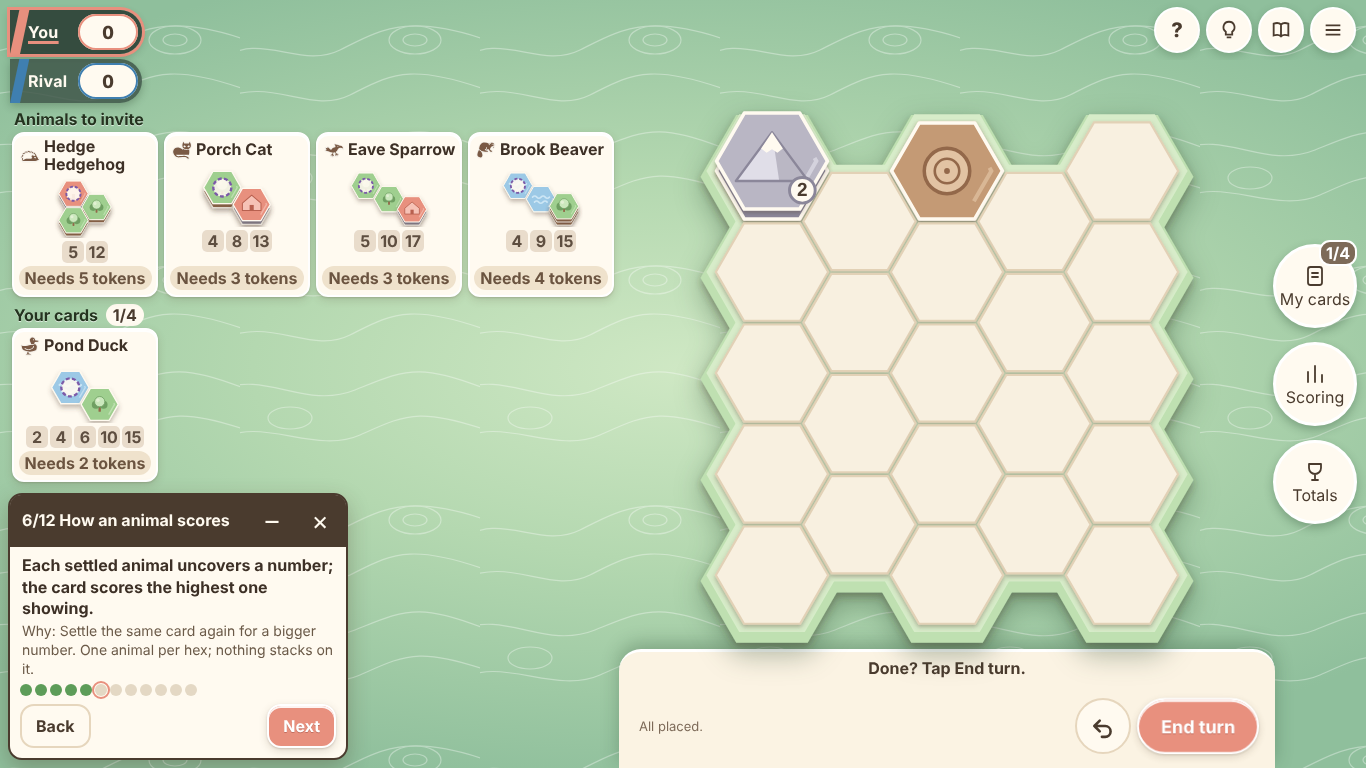 You 0
?
Rival 0
Animals to invite
Hedge
Hedgehog
5 12
Needs 5 tokens
Porch Cat
4 8 13
Needs 3 tokens
Eave Sparrow
5 10 17
Needs 3 tokens
Brook Beaver
4 9 15
Needs 4 tokens
Your cards 1/4
Pond Duck
2 4 6 10 15
Needs 2 tokens
6/12 How an animal scores
Each settled animal uncovers a number;
the card scores the highest one
showing.
Why: Settle the same card again for a bigger
number. One animal per hex; nothing stacks on
it.
Back
Next
2
1/4
My cards
Scoring
Totals
Done? Tap End turn.
All placed.
End turn